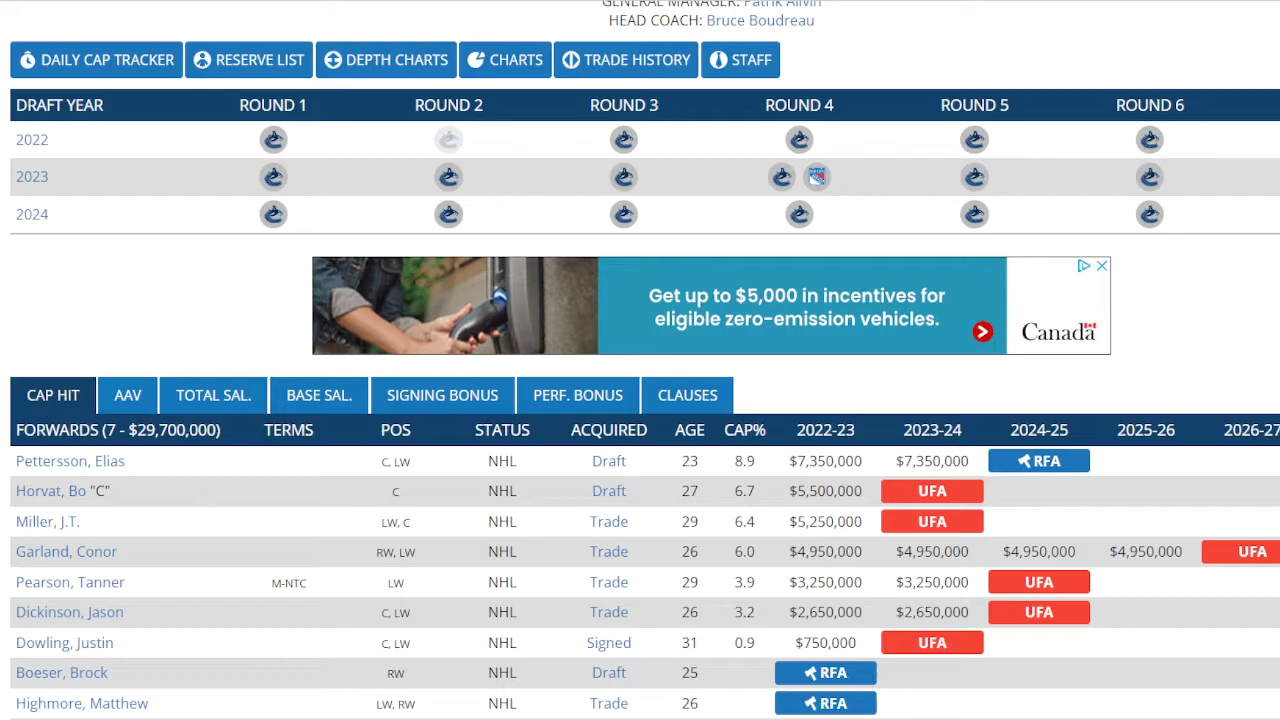 GENERAL MANAGER: Patrik Allvin
HEAD COACH: Bruce Boudreau
DAILY CAP TRACKER RESERVE LIST DEPTH CHARTS CHARTS TRADE HISTORY STAFF
DRAFT YEAR ROUND 1 ROUND 2 ROUND 3 ROUND 4 ROUND 5 ROUND 6
2022
2023
2024
Get up to $5,000 in incentives for
eligible zero-emission vehicles.
Canada
CAP HIT AAV TOTAL SAL. BASE SAL. SIGNING BONUS PERF. BONUS CLAUSES
FORWARDS (7 - $29,700,000) TERMS POS STATUS ACQUIRED AGE CAP% 2022-23 2023-24 2024-25 2025-26 2026-27
Pettersson, Elias C, LW NHL Draft 23 8.9 $7,350,000 $7,350,000 RFA
Horvat, Bo "C" C NHL Draft 27 6.7 $5,500,000 UFA
Miller, J.T. LW, C NHL Trade 29 6.4 $5,250,000 UFA
Garland, Conor RW, LW NHL Trade 26 6.0 $4,950,000 $4,950,000 $4,950,000 $4,950,000 UFA
Pearson, Tanner M-NTC LW NHL Trade 29 3.9 $3,250,000 $3,250,000 UFA
Dickinson, Jason C, LW NHL Trade 26 3.2 $2,650,000 $2,650,000 UFA
Dowling, Justin C, LW NHL Signed 31 0.9 $750,000 UFA
Boeser, Brock RW NHL Draft 25 RFA
Highmore, Matthew LW, RW NHL Trade 26 RFA